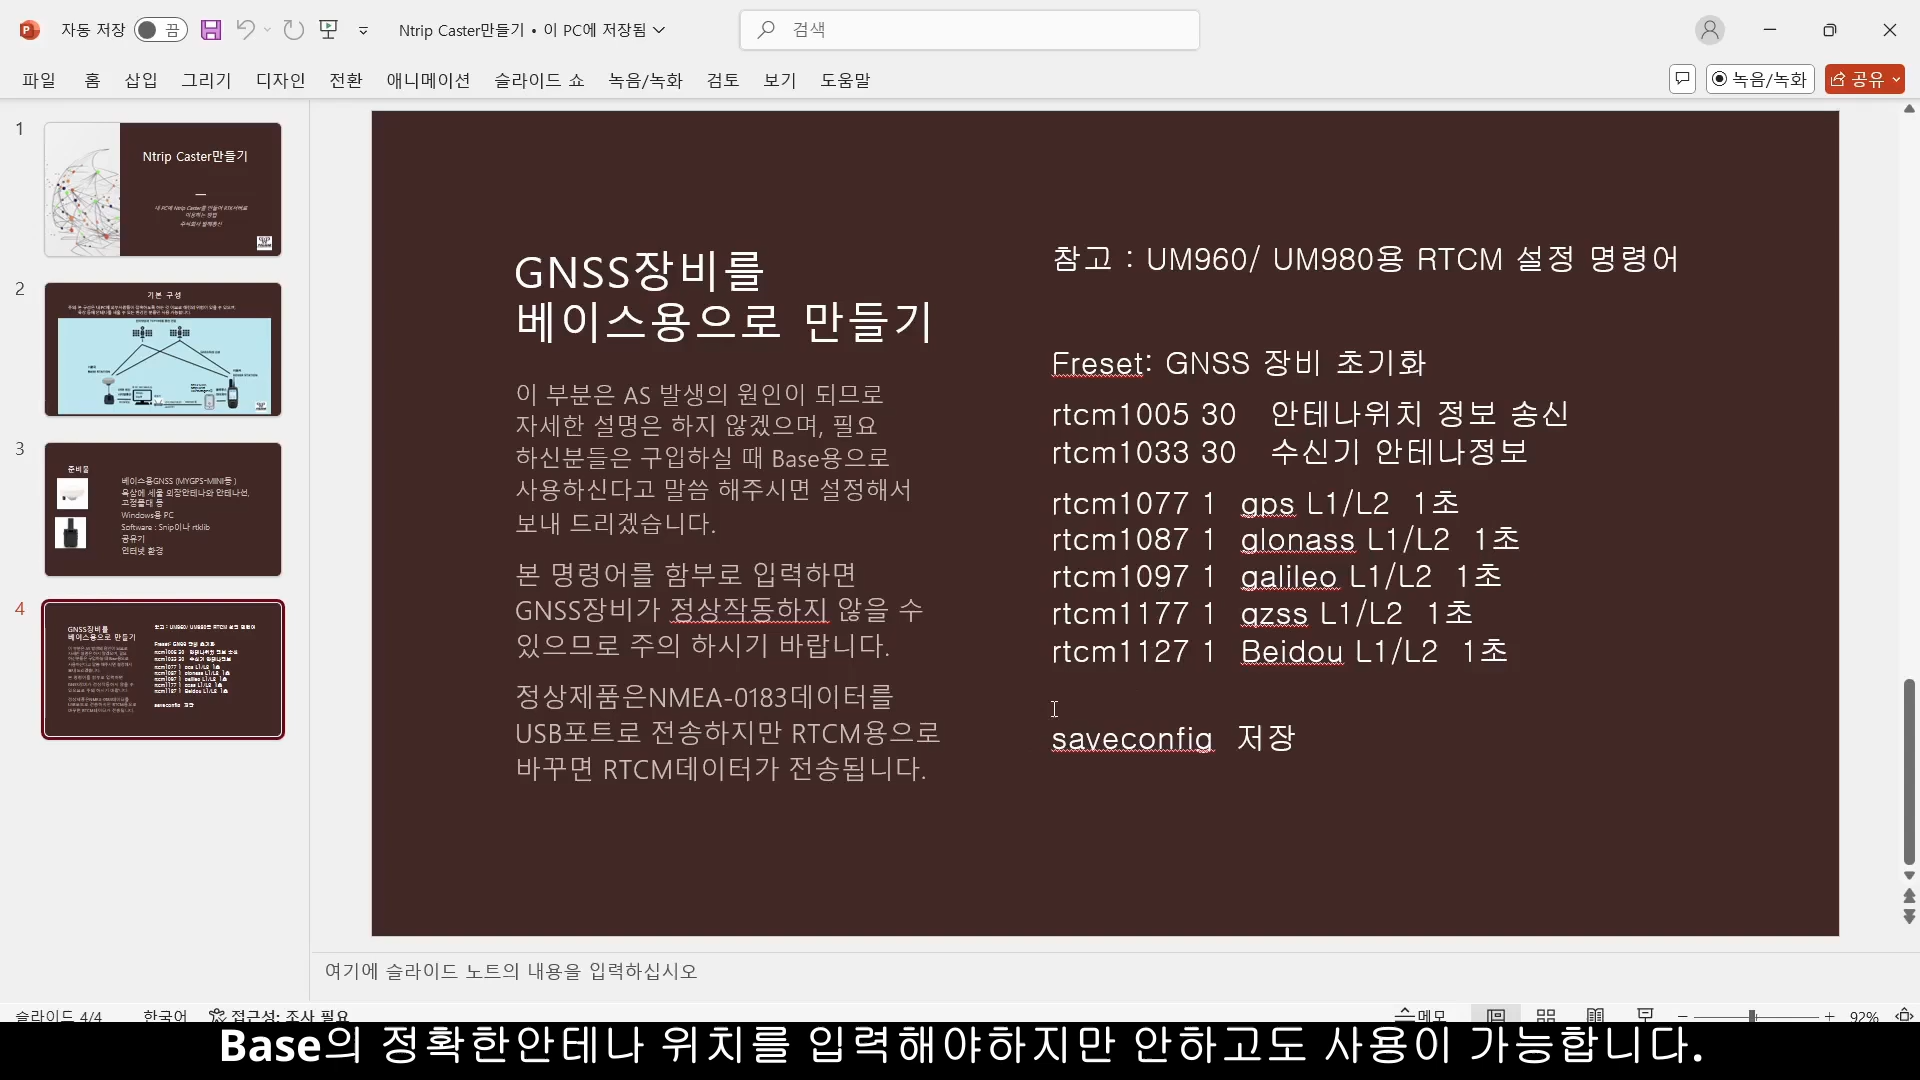 자동 저장 끔
Ntrip Caster만들기 • 이 PC에 저장됨
검색
파일 홈 삽입 그리기 디자인 전환 애니메이션 슬라이드 쇼 녹음/녹화 검토 보기 도움말
녹음/녹화
공유
1
Ntrip Caster만들기
2
기본 구성
3
준비물
베이스용GNSS (MYGPS-MINI등 )
옥상에 세울 외장안테나와 안테나선,
고정폴대 등
Windows용 PC
Software : Snip이나 rtklib
공유기
인터넷 환경
4
GNSS장비를
베이스용으로 만들기
이 부분은 AS 발생의 원인이 되므로
자세한 설명은 하지 않겠으며, 필요
하신분들은 구입하실 때 Base용으로
사용하신다고 말씀 해주시면 설정해서
보내 드리겠습니다.
본 명령어를 함부로 입력하면
GNSS장비가 정상작동하지 않을 수
있으므로 주의 하시기 바랍니다.
정상제품은NMEA-0183데이터를
USB포트로 전송하지만 RTCM용으로
바꾸면 RTCM데이터가 전송됩니다.
참고 : UM960/ UM980용 RTCM 설정 명령어
Freset: GNSS 장비 초기화
rtcm1005 30 안테나위치 정보 송신
rtcm1033 30 수신기 안테나정보
rtcm1077 1 gps L1/L2 1초
rtcm1087 1 glonass L1/L2 1초
rtcm1097 1 galileo L1/L2 1초
rtcm1177 1 qzss L1/L2 1초
rtcm1127 1 Beidou L1/L2 1초
saveconfig 저장
여기에 슬라이드 노트의 내용을 입력하십시오
슬라이드 4/4 한국어 접근성: 조사 필요
메모
92%
Base의 정확한안테나 위치를 입력해야하지만 안하고도 사용이 가능합니다.